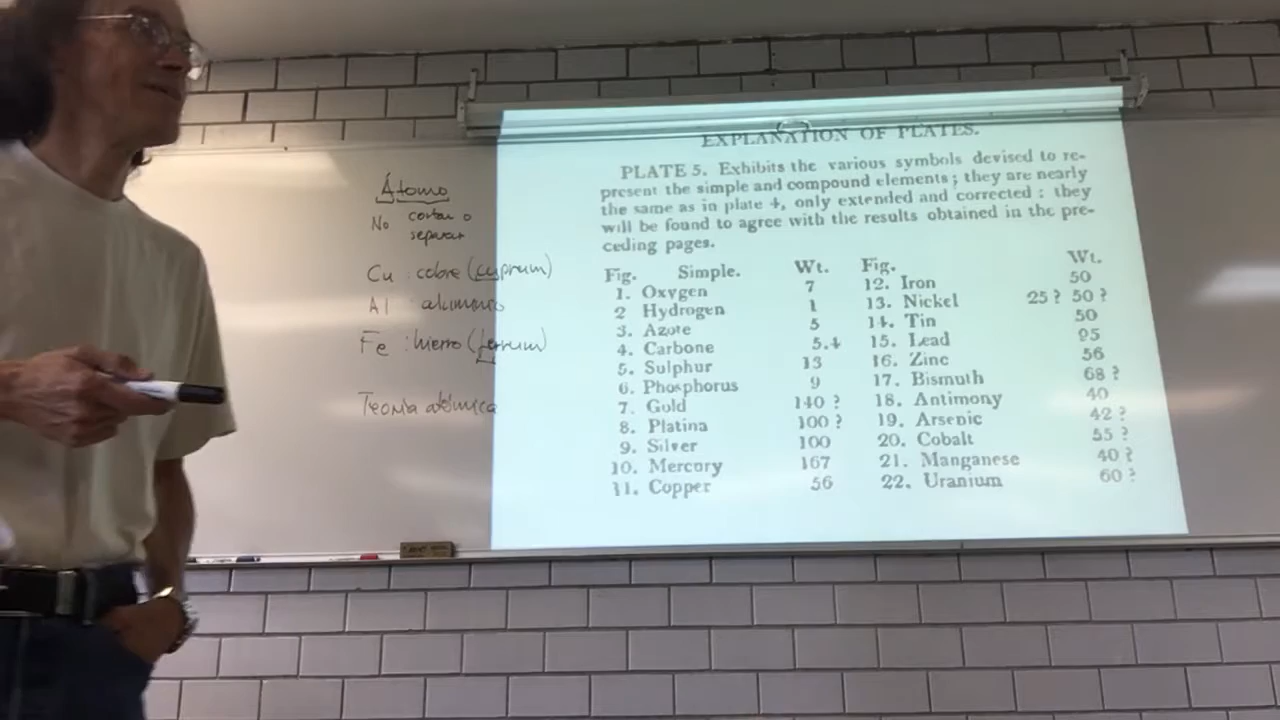 Átomo
No cortar o
separar
Cu : cobre (cuprum)
Al : aluminio
Fe : hierro (ferrum)
Teoría atómica
EXPLANATION OF PLATES.
PLATE 5. Exhibits the various symbols devised to re-
present the simple and compound elements; they are nearly
the same as in plate 4, only extended and corrected: they
will be found to agree with the results obtained in the pre-
ceding pages.
Fig. Simple. Wt.
1. Oxygen 7
2 Hydrogen 1
3. Azote 5
4. Carbone 5.4
5. Sulphur 13
6. Phosphorus 9
7. Gold 140 ?
8. Platina 100 ?
9. Silver 100
10. Mercury 167
11. Copper 56
Fig. Wt.
12. Iron 50
13. Nickel 25 ? 50 ?
14. Tin 50
15. Lead 95
16. Zinc 56
17. Bismuth 68 ?
18. Antimony 40
19. Arsenic 42 ?
20. Cobalt 55 ?
21. Manganese 40 ?
22. Uranium 60 ?